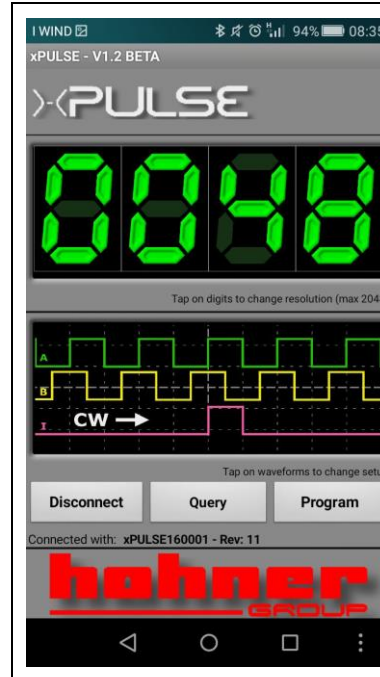 I WIND 94% 08:35
xPULSE - V1.2 BETA
PULSE
0048
Tap on digits to change resolution (max 204
A
B
CW
I
Tap on waveforms to change setu
Disconnect Query Program
Connected with: xPULSE160001 - Rev: 11
hohner
GROUP